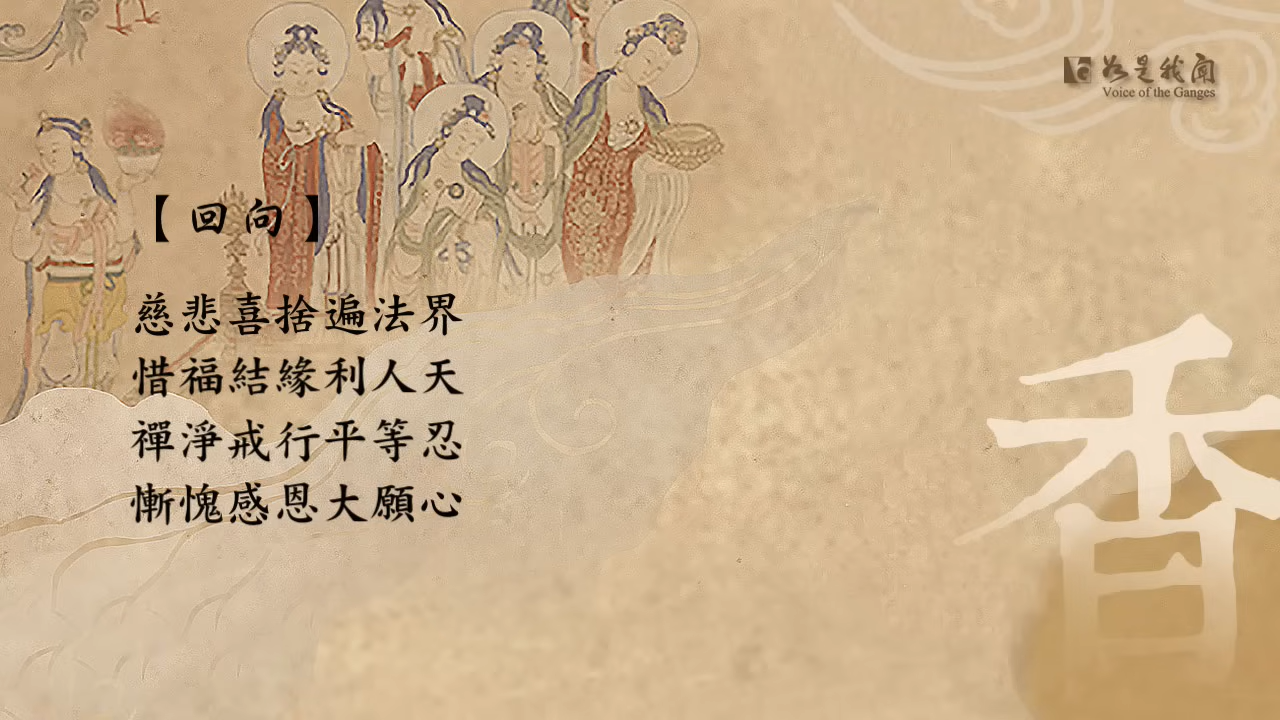 如是我聞
Voice of the Ganges
【回向】
慈悲喜捨遍法界
惜福結緣利人天
禪淨戒行平等忍
慚愧感恩大願心
香